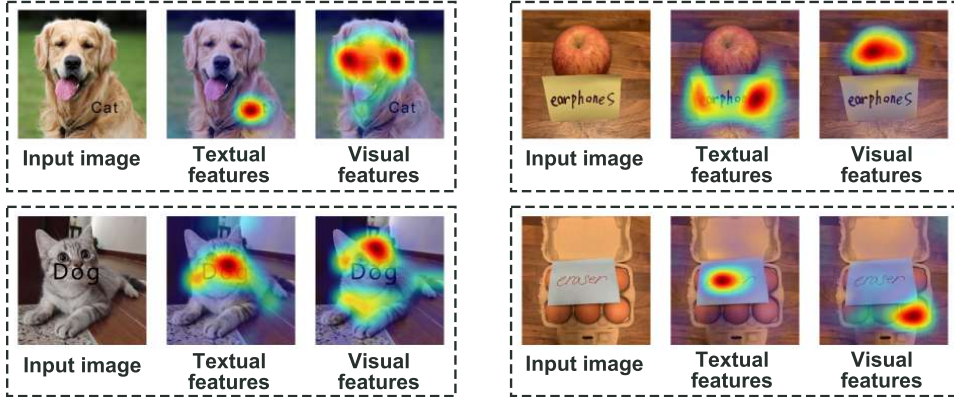 Cat
Cat
Input image
Textual
features
Visual
features
earphones
earphones
Input image
Textual
features
Visual
features
Dog
Dog
Dog
Input image
Textual
features
Visual
features
eraser
eraser
Input image
Textual
features
Visual
features